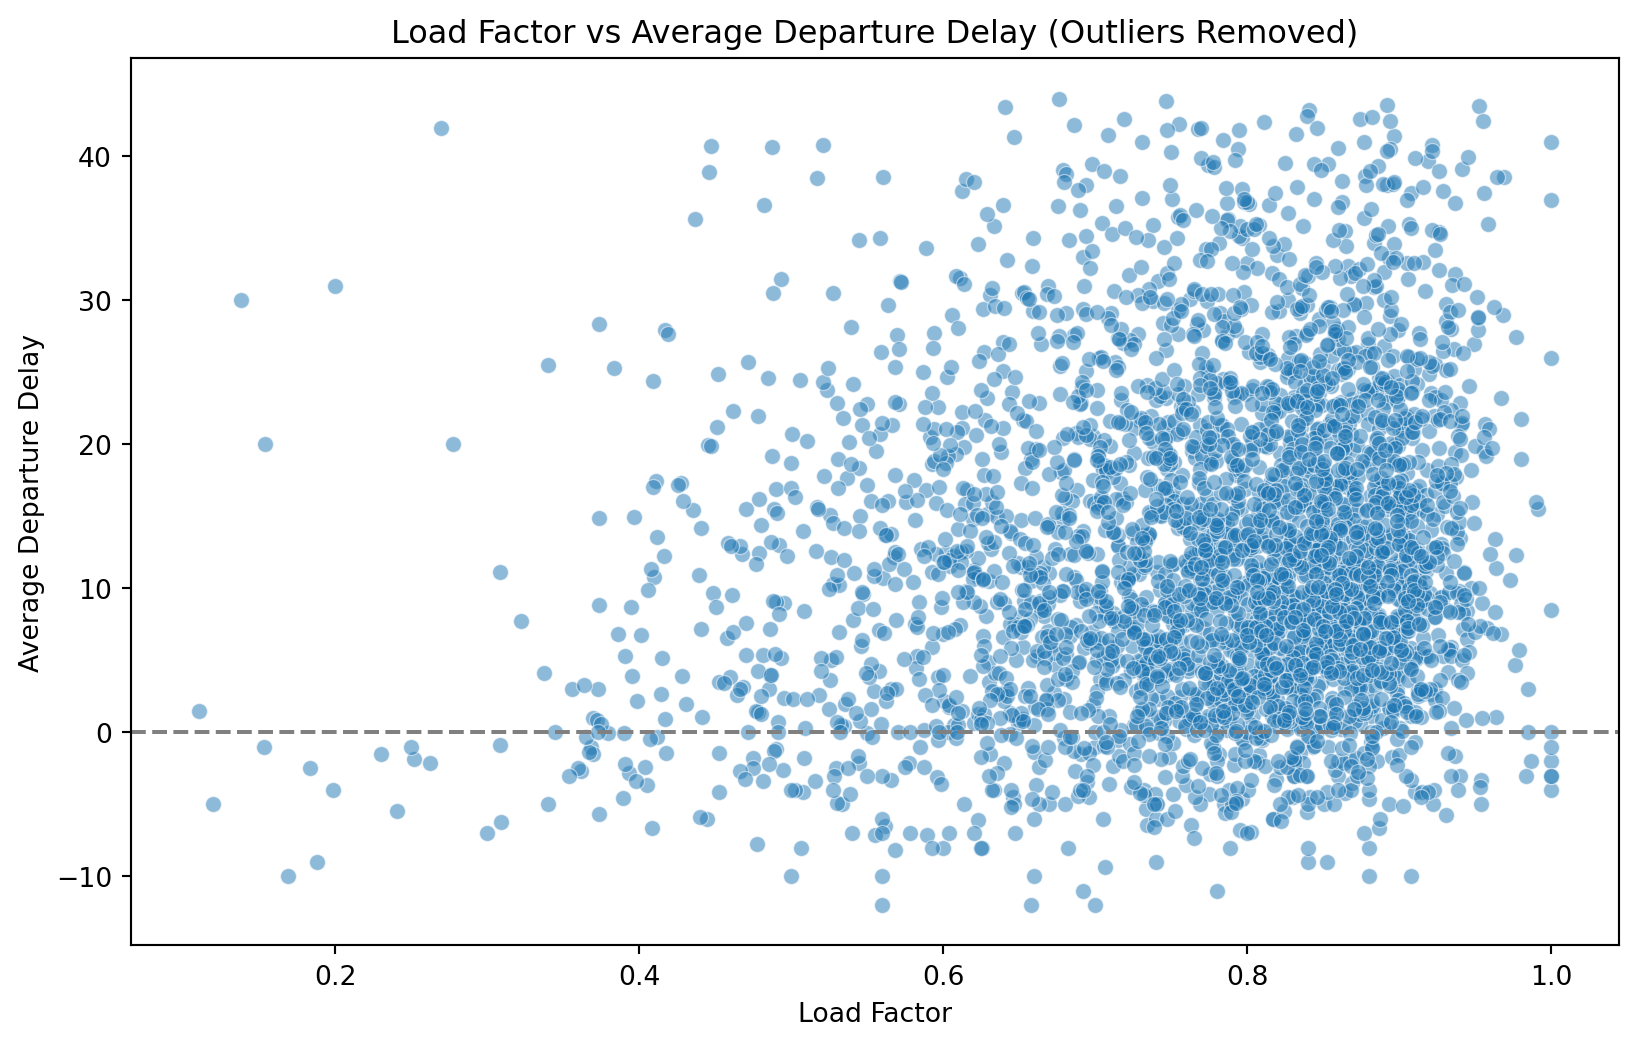 Load Factor vs Average Departure Delay (Outliers Removed)
Average Departure Delay
40
30
20
10
0
−10
0.2 0.4 0.6 0.8 1.0
Load Factor